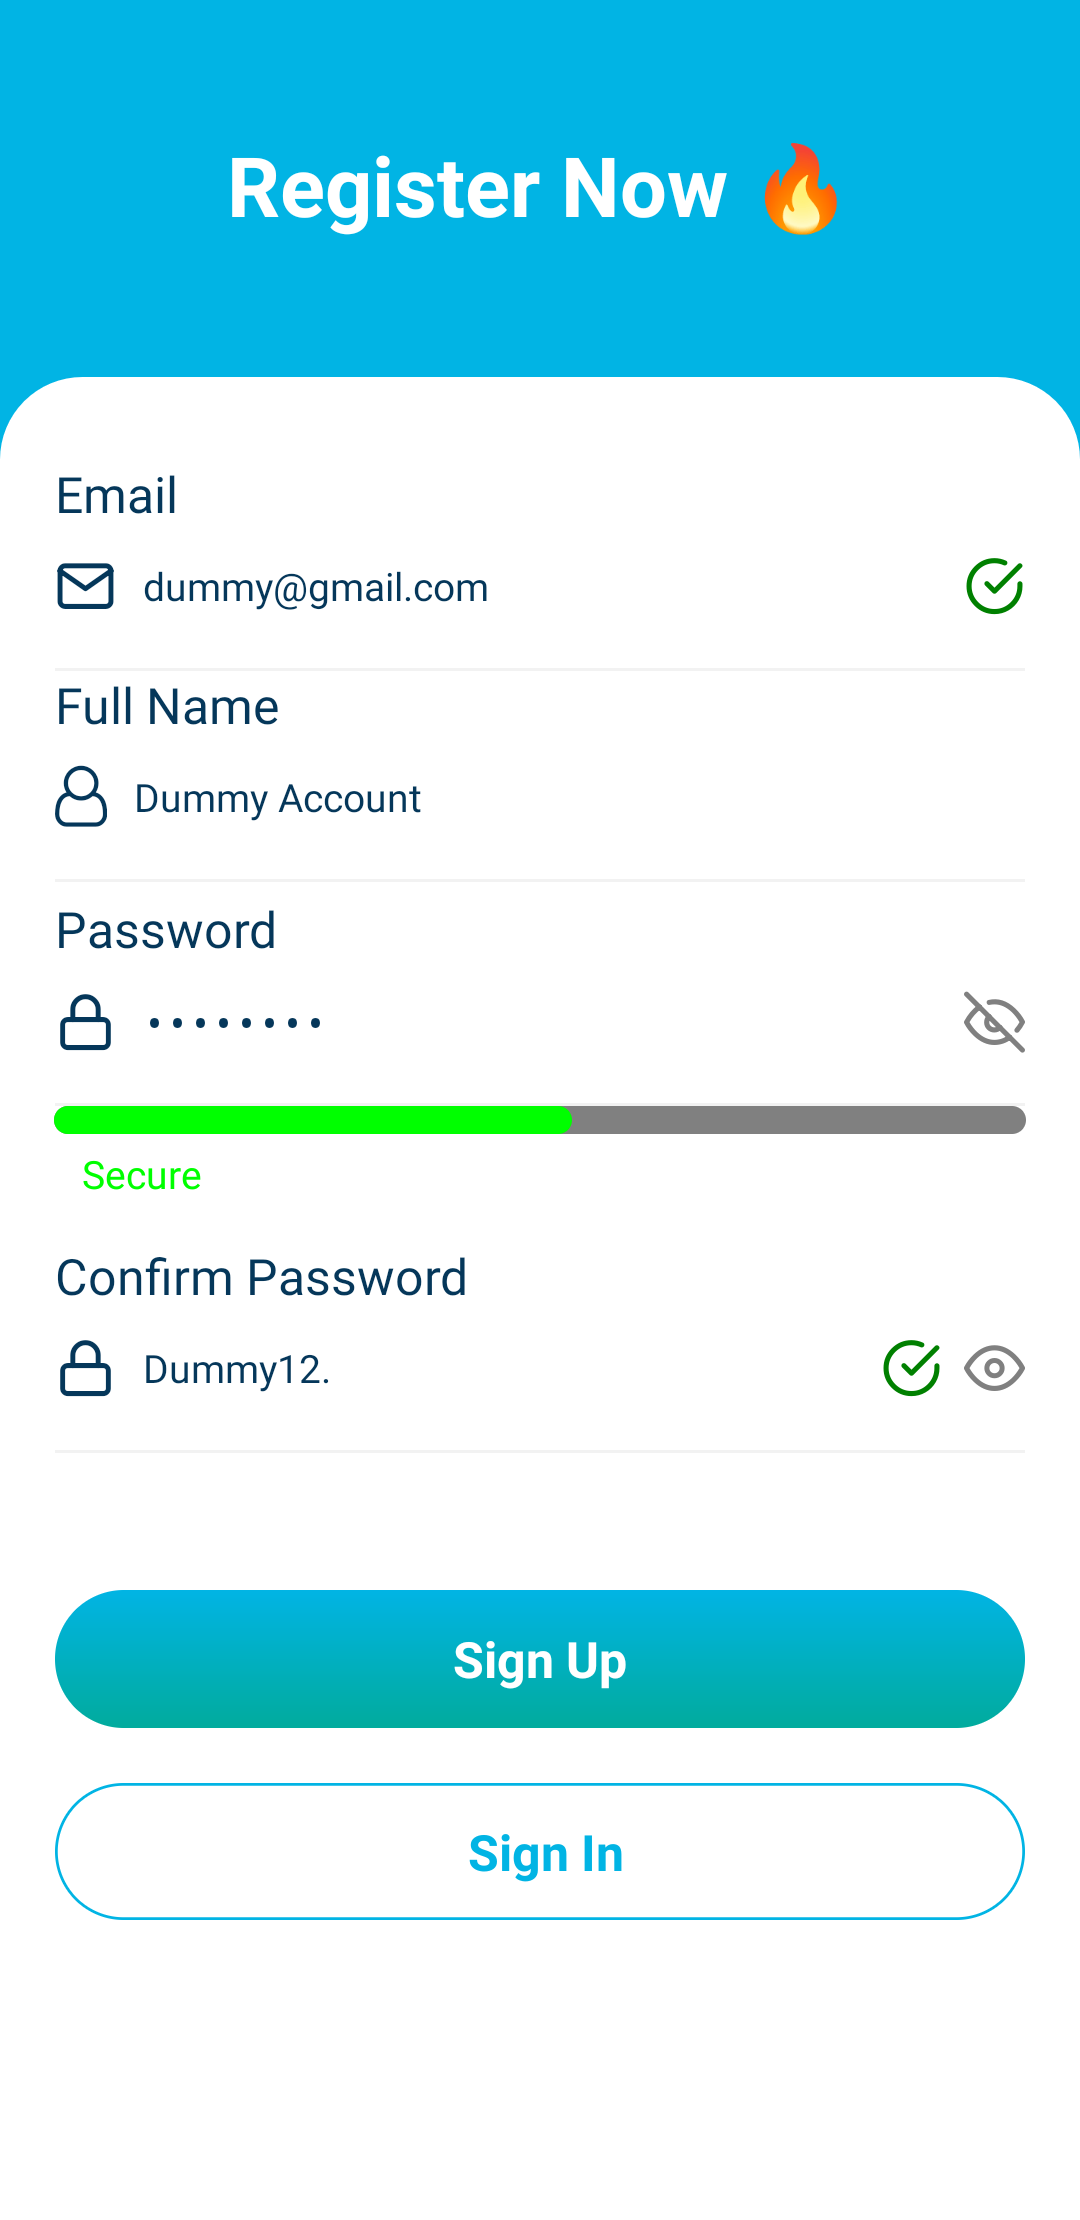 Register Now 🔥
Email
dummy@gmail.com
Full Name
Dummy Account
Password
••••••••
Secure
Confirm Password
Dummy12.
Sign Up
Sign In